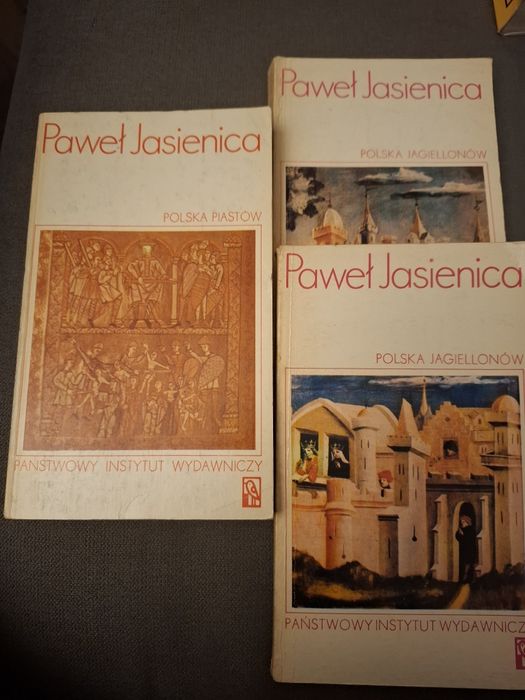 Paweł Jasienica
POLSKA PIASTÓW
PAŃSTWOWY INSTYTUT WYDAWNICZY
Paweł Jasienica
POLSKA JAGIELLONÓW
Paweł Jasienica
POLSKA JAGIELLONÓW
PAŃSTWOWY INSTYTUT WYDAWNICZ